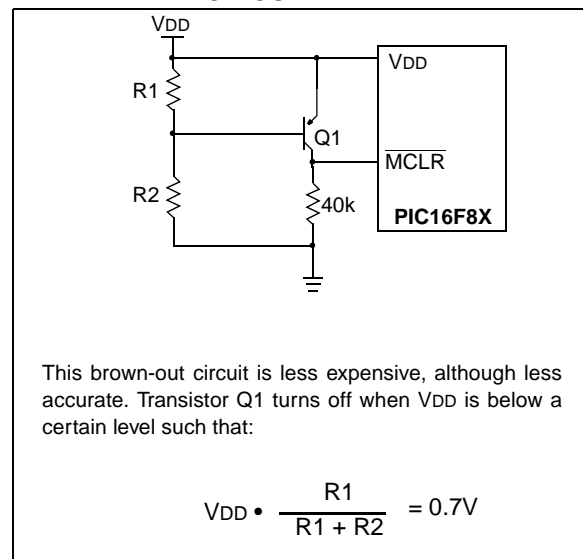 VDD
VDD
R1
Q1
MCLR
R2
40k
PIC16F8X
This brown-out circuit is less expensive, although less
accurate. Transistor Q1 turns off when VDD is below a
certain level such that:
VDD • R1 / R1 + R2 = 0.7V